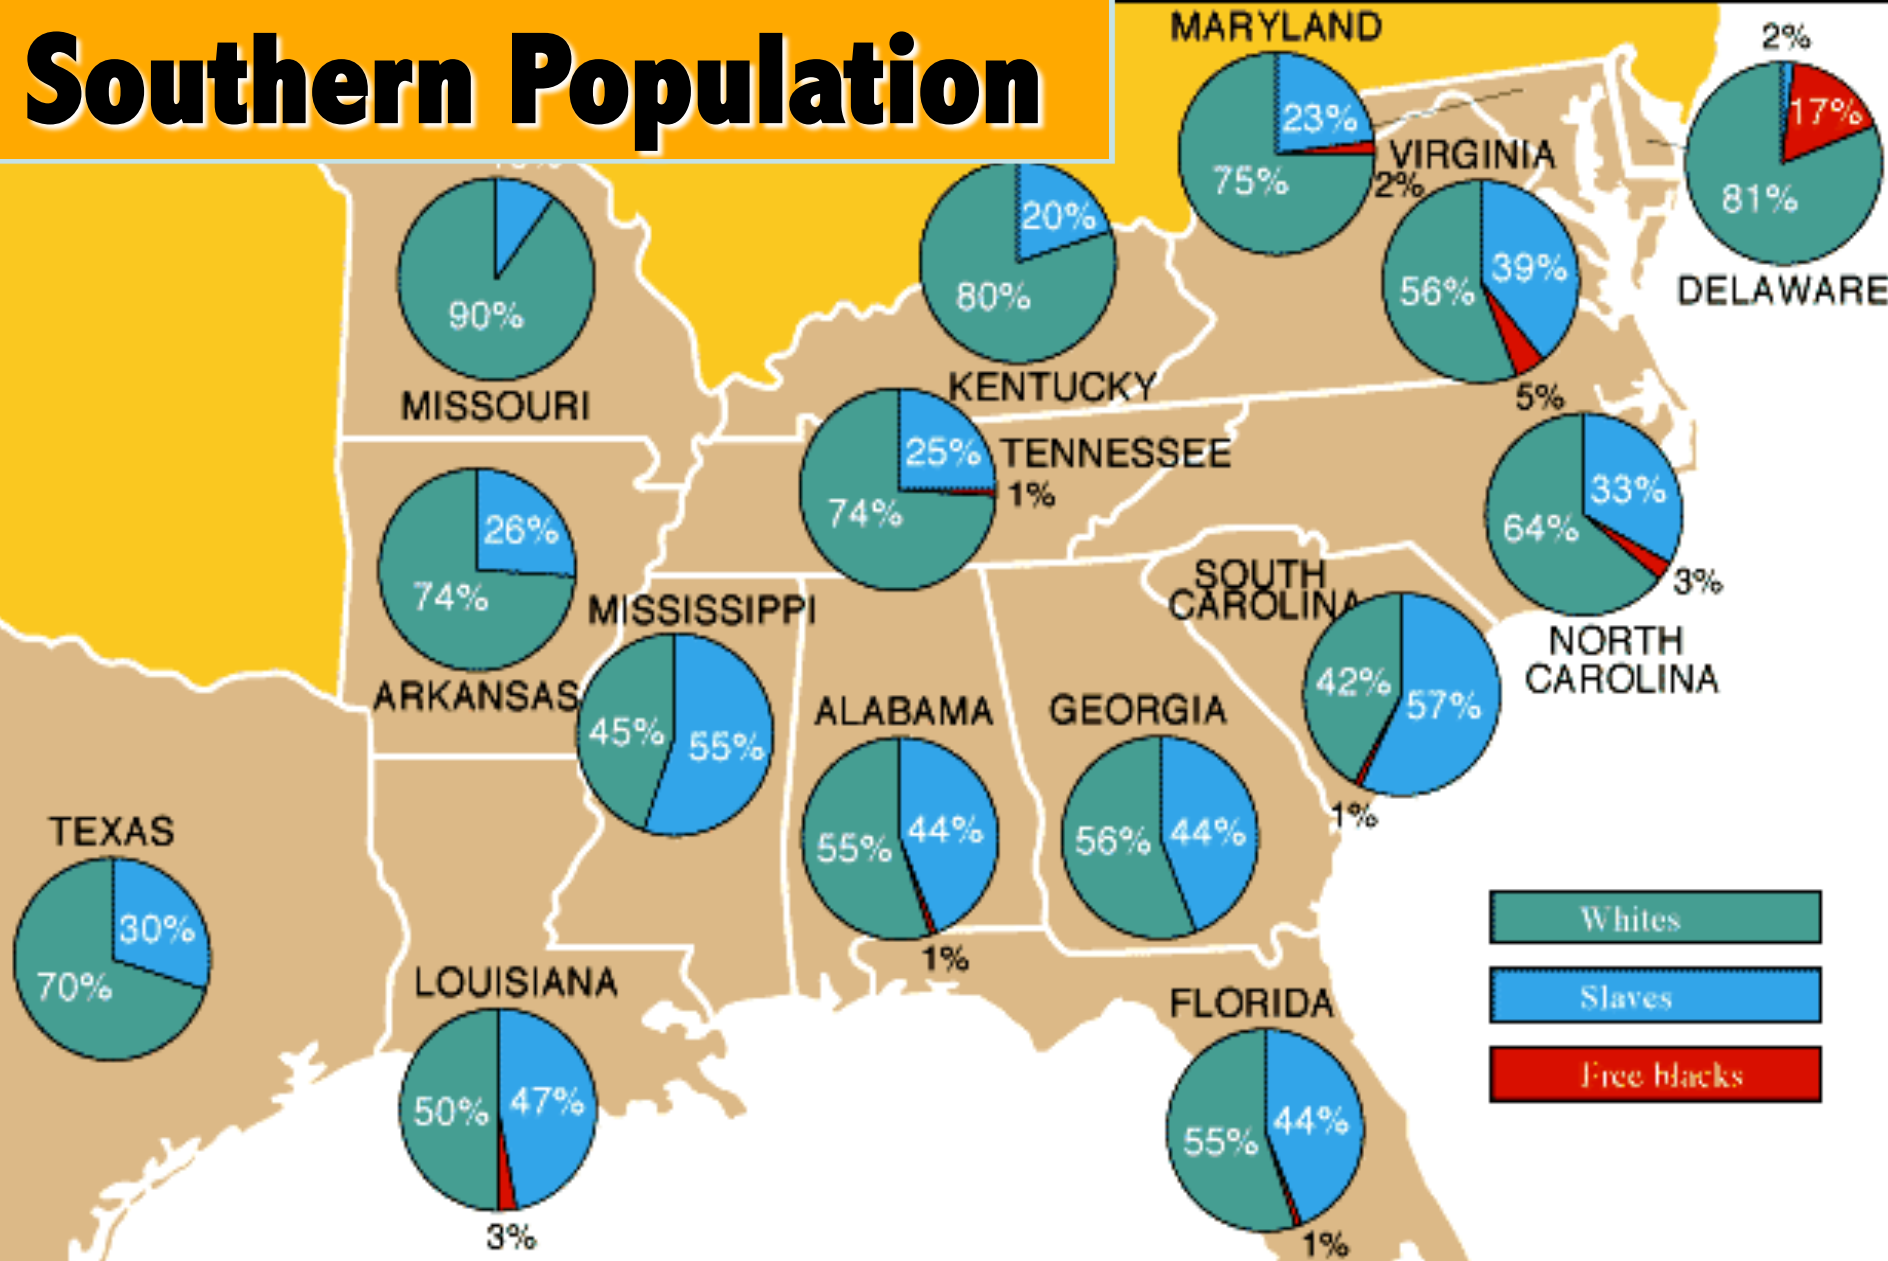 Southern Population
MARYLAND
23%
75%
2%
2%
17%
81%
DELAWARE
VIRGINIA
39%
56%
5%
90%
MISSOURI
20%
80%
KENTUCKY
25%
74%
TENNESSEE
1%
33%
64%
3%
NORTH
CAROLINA
26%
74%
ARKANSAS
MISSISSIPPI
45%
55%
SOUTH
CAROLINA
42%
57%
1%
ALABAMA
55%
44%
1%
GEORGIA
56%
44%
TEXAS
30%
70%
LOUISIANA
50%
47%
3%
FLORIDA
55%
44%
1%
Whites
Slaves
Free blacks